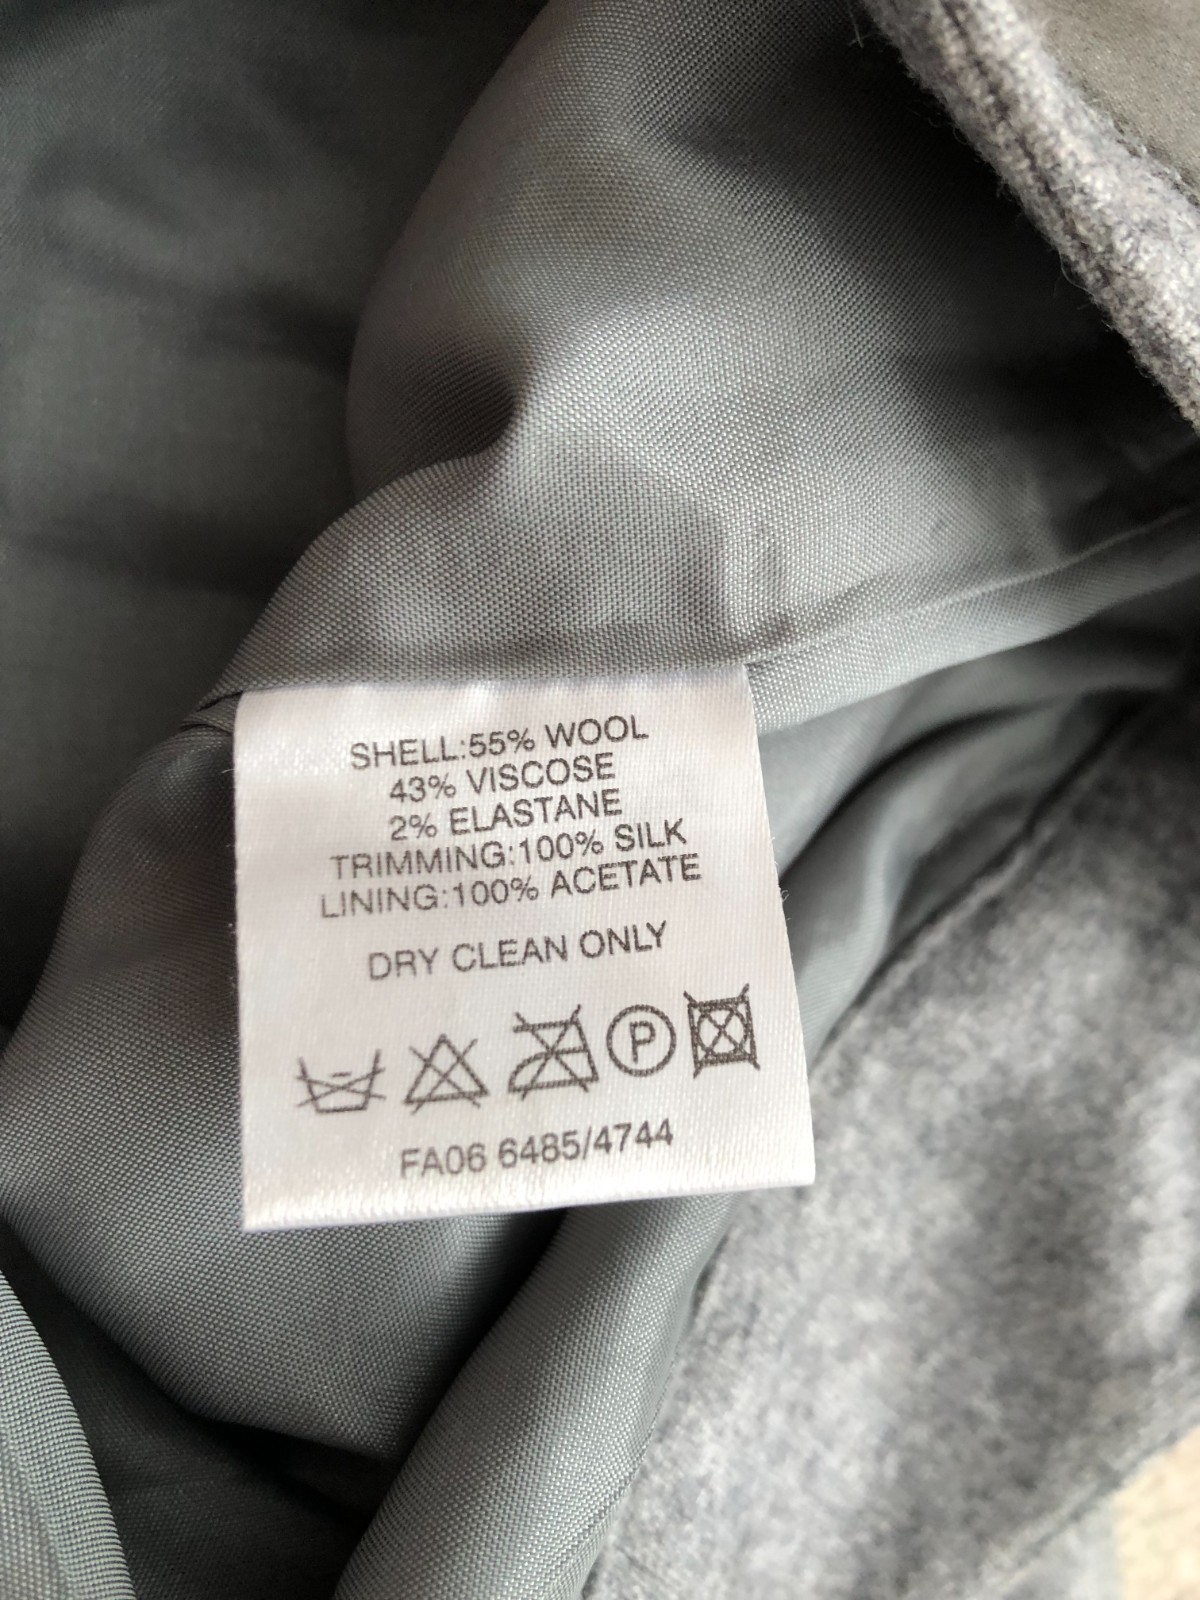 SHELL:55% WOOL
43% VISCOSE
2% ELASTANE
TRIMMING:100% SILK
LINING:100% ACETATE
DRY CLEAN ONLY
P
FA06 6485/4744